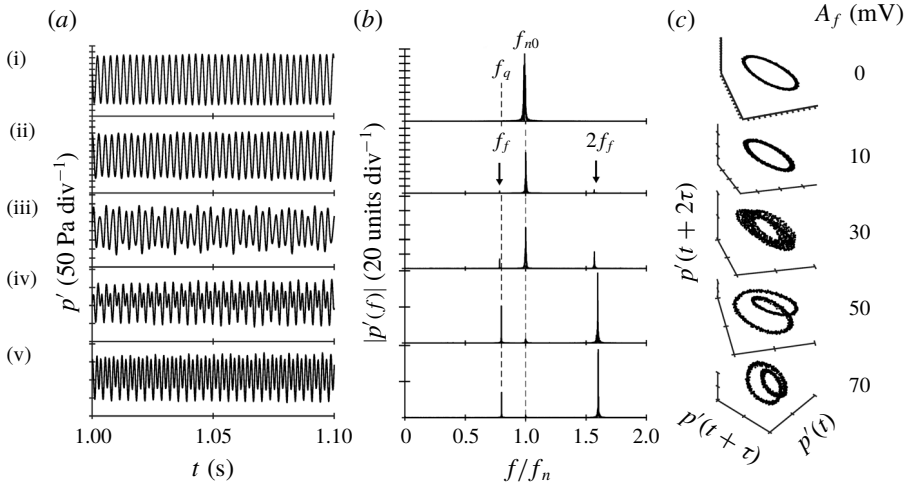 (a) (b) (c) A_f (mV)
(i)
(ii)
(iii)
(iv)
(v)
p′ (50 Pa div⁻¹)
1.00 1.05 1.10
t (s)
|p′(f)| (20 units div⁻¹)
f_q f_n0
f_f 2f_f
0 0.5 1.0 1.5 2.0
f/f_n
p′(t + 2τ)
p′(t + τ)
p′(t)
0
10
30
50
70